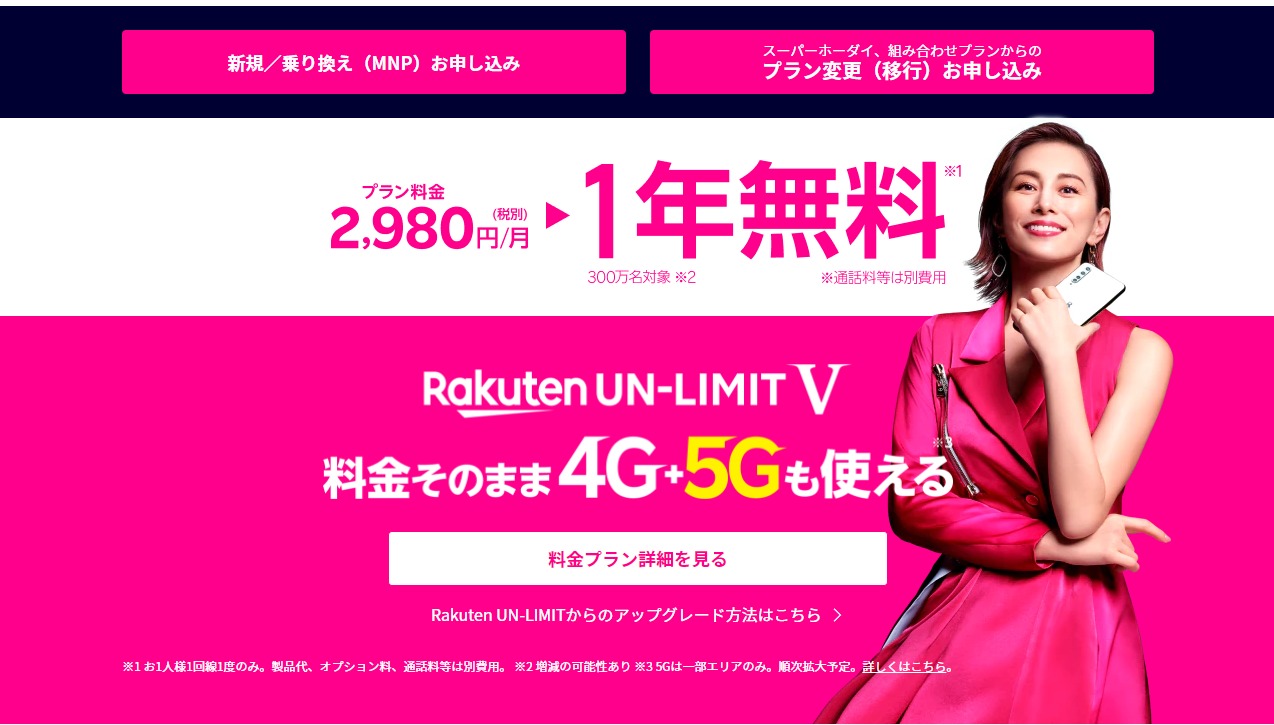 新規／乗り換え（MNP）お申し込み
スーパーホーダイ、組み合わせプランからの
プラン変更（移行）お申し込み
プラン料金
2,980円/月 (税別)
1年無料 ※1
300万名対象 ※2 ※通話料等は別費用
Rakuten UN-LIMIT V
料金そのまま4G+5Gも使える ※3
料金プラン詳細を見る
Rakuten UN-LIMITからのアップグレード方法はこちら
※1 お1人様1回線1度のみ。製品代、オプション料、通話料等は別費用。 ※2 増減の可能性あり ※3 5Gは一部エリアのみ。順次拡大予定。詳しくはこちら。